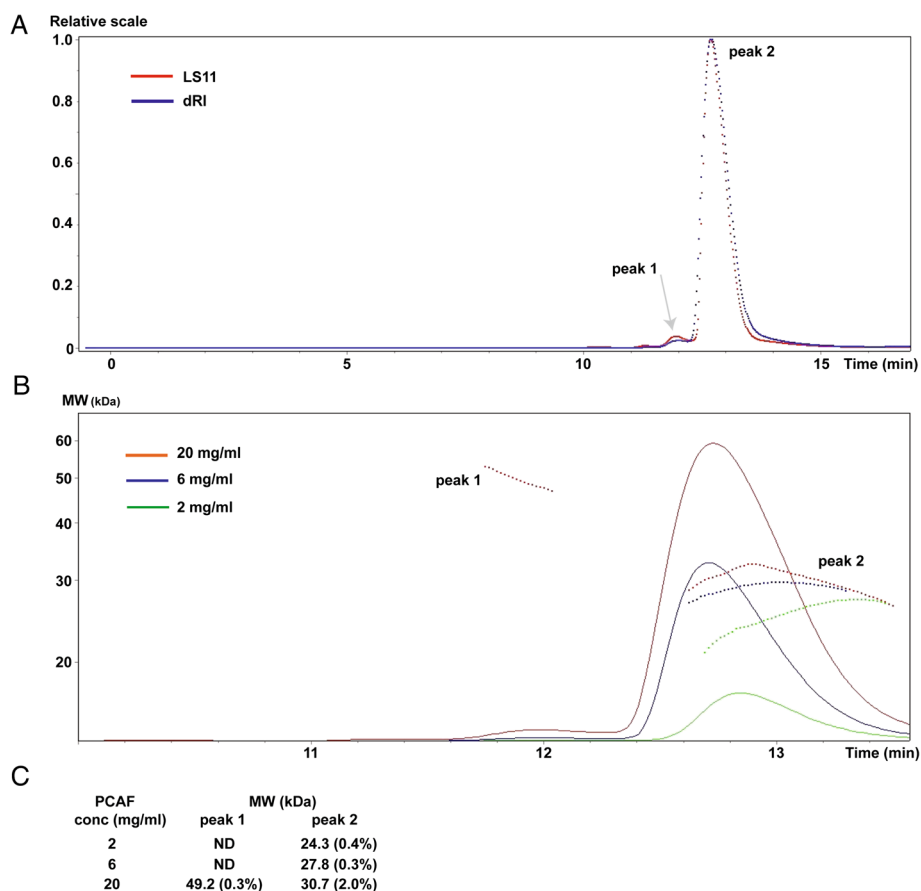 A
Relative scale
1.0
0.8
0.6
0.4
0.2
0
LS11
dRI
peak 1
peak 2
0 5 10 15 Time (min)
B
MW (kDa)
60
50
40
30
20
20 mg/ml
6 mg/ml
2 mg/ml
peak 1
peak 2
11 12 13 Time (min)
C
PCAF MW (kDa)
conc (mg/ml) peak 1 peak 2
2 ND 24.3 (0.4%)
6 ND 27.8 (0.3%)
20 49.2 (0.3%) 30.7 (2.0%)